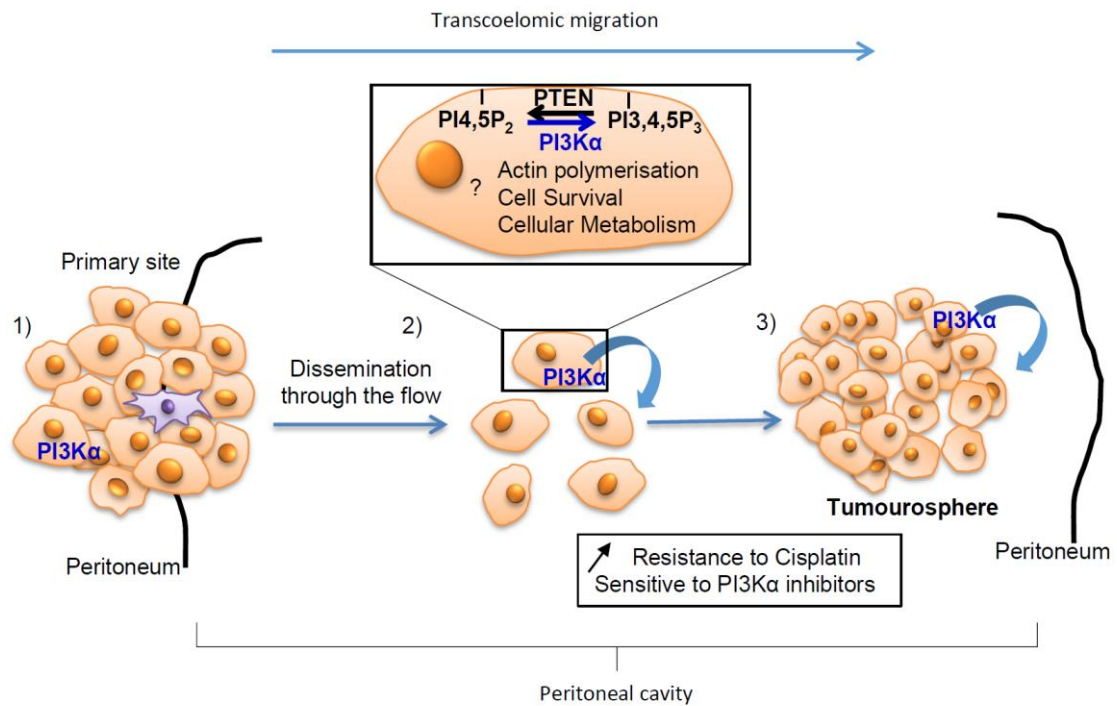 Transcoelomic migration
PTEN
PI4,5P2 PI3,4,5P3
PI3Kα
? Actin polymerisation
Cell Survival
Cellular Metabolism
Primary site
1)
PI3Kα
Peritoneum
Dissemination
through the flow
2)
PI3Kα
3)
PI3Kα
Tumourosphere
Peritoneum
Resistance to Cisplatin
Sensitive to PI3Kα inhibitors
Peritoneal cavity